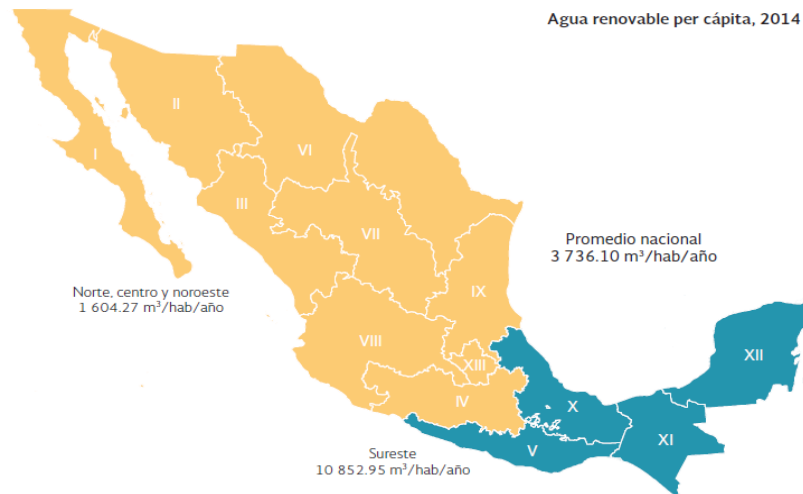 Agua renovable per cápita, 2014
II
I
VI
III
VII
Promedio nacional
3 736.10 m³/hab/año
Norte, centro y noroeste
1 604.27 m³/hab/año
IX
VIII
XIII
XII
IV
X
XI
V
Sureste
10 852.95 m³/hab/año